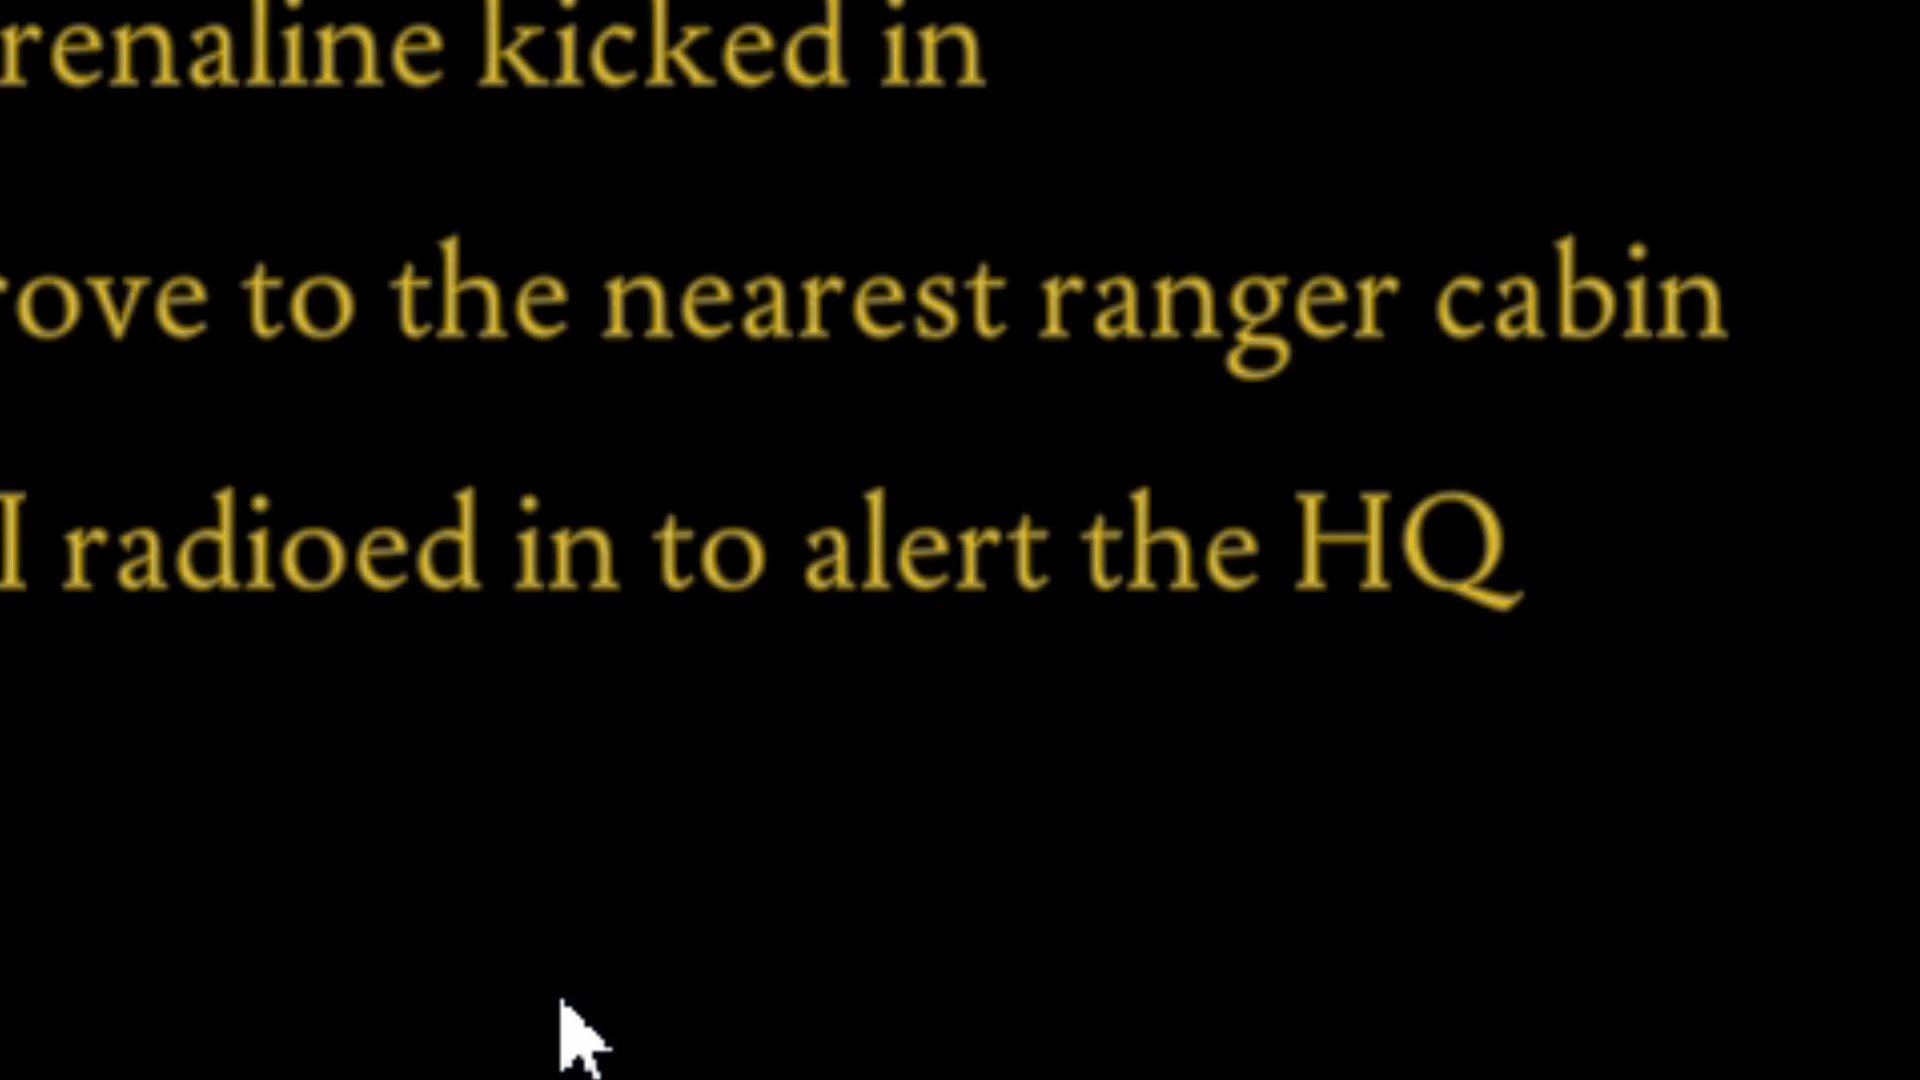 renaline kicked in
rove to the nearest ranger cabin
I radioed in to alert the HQ